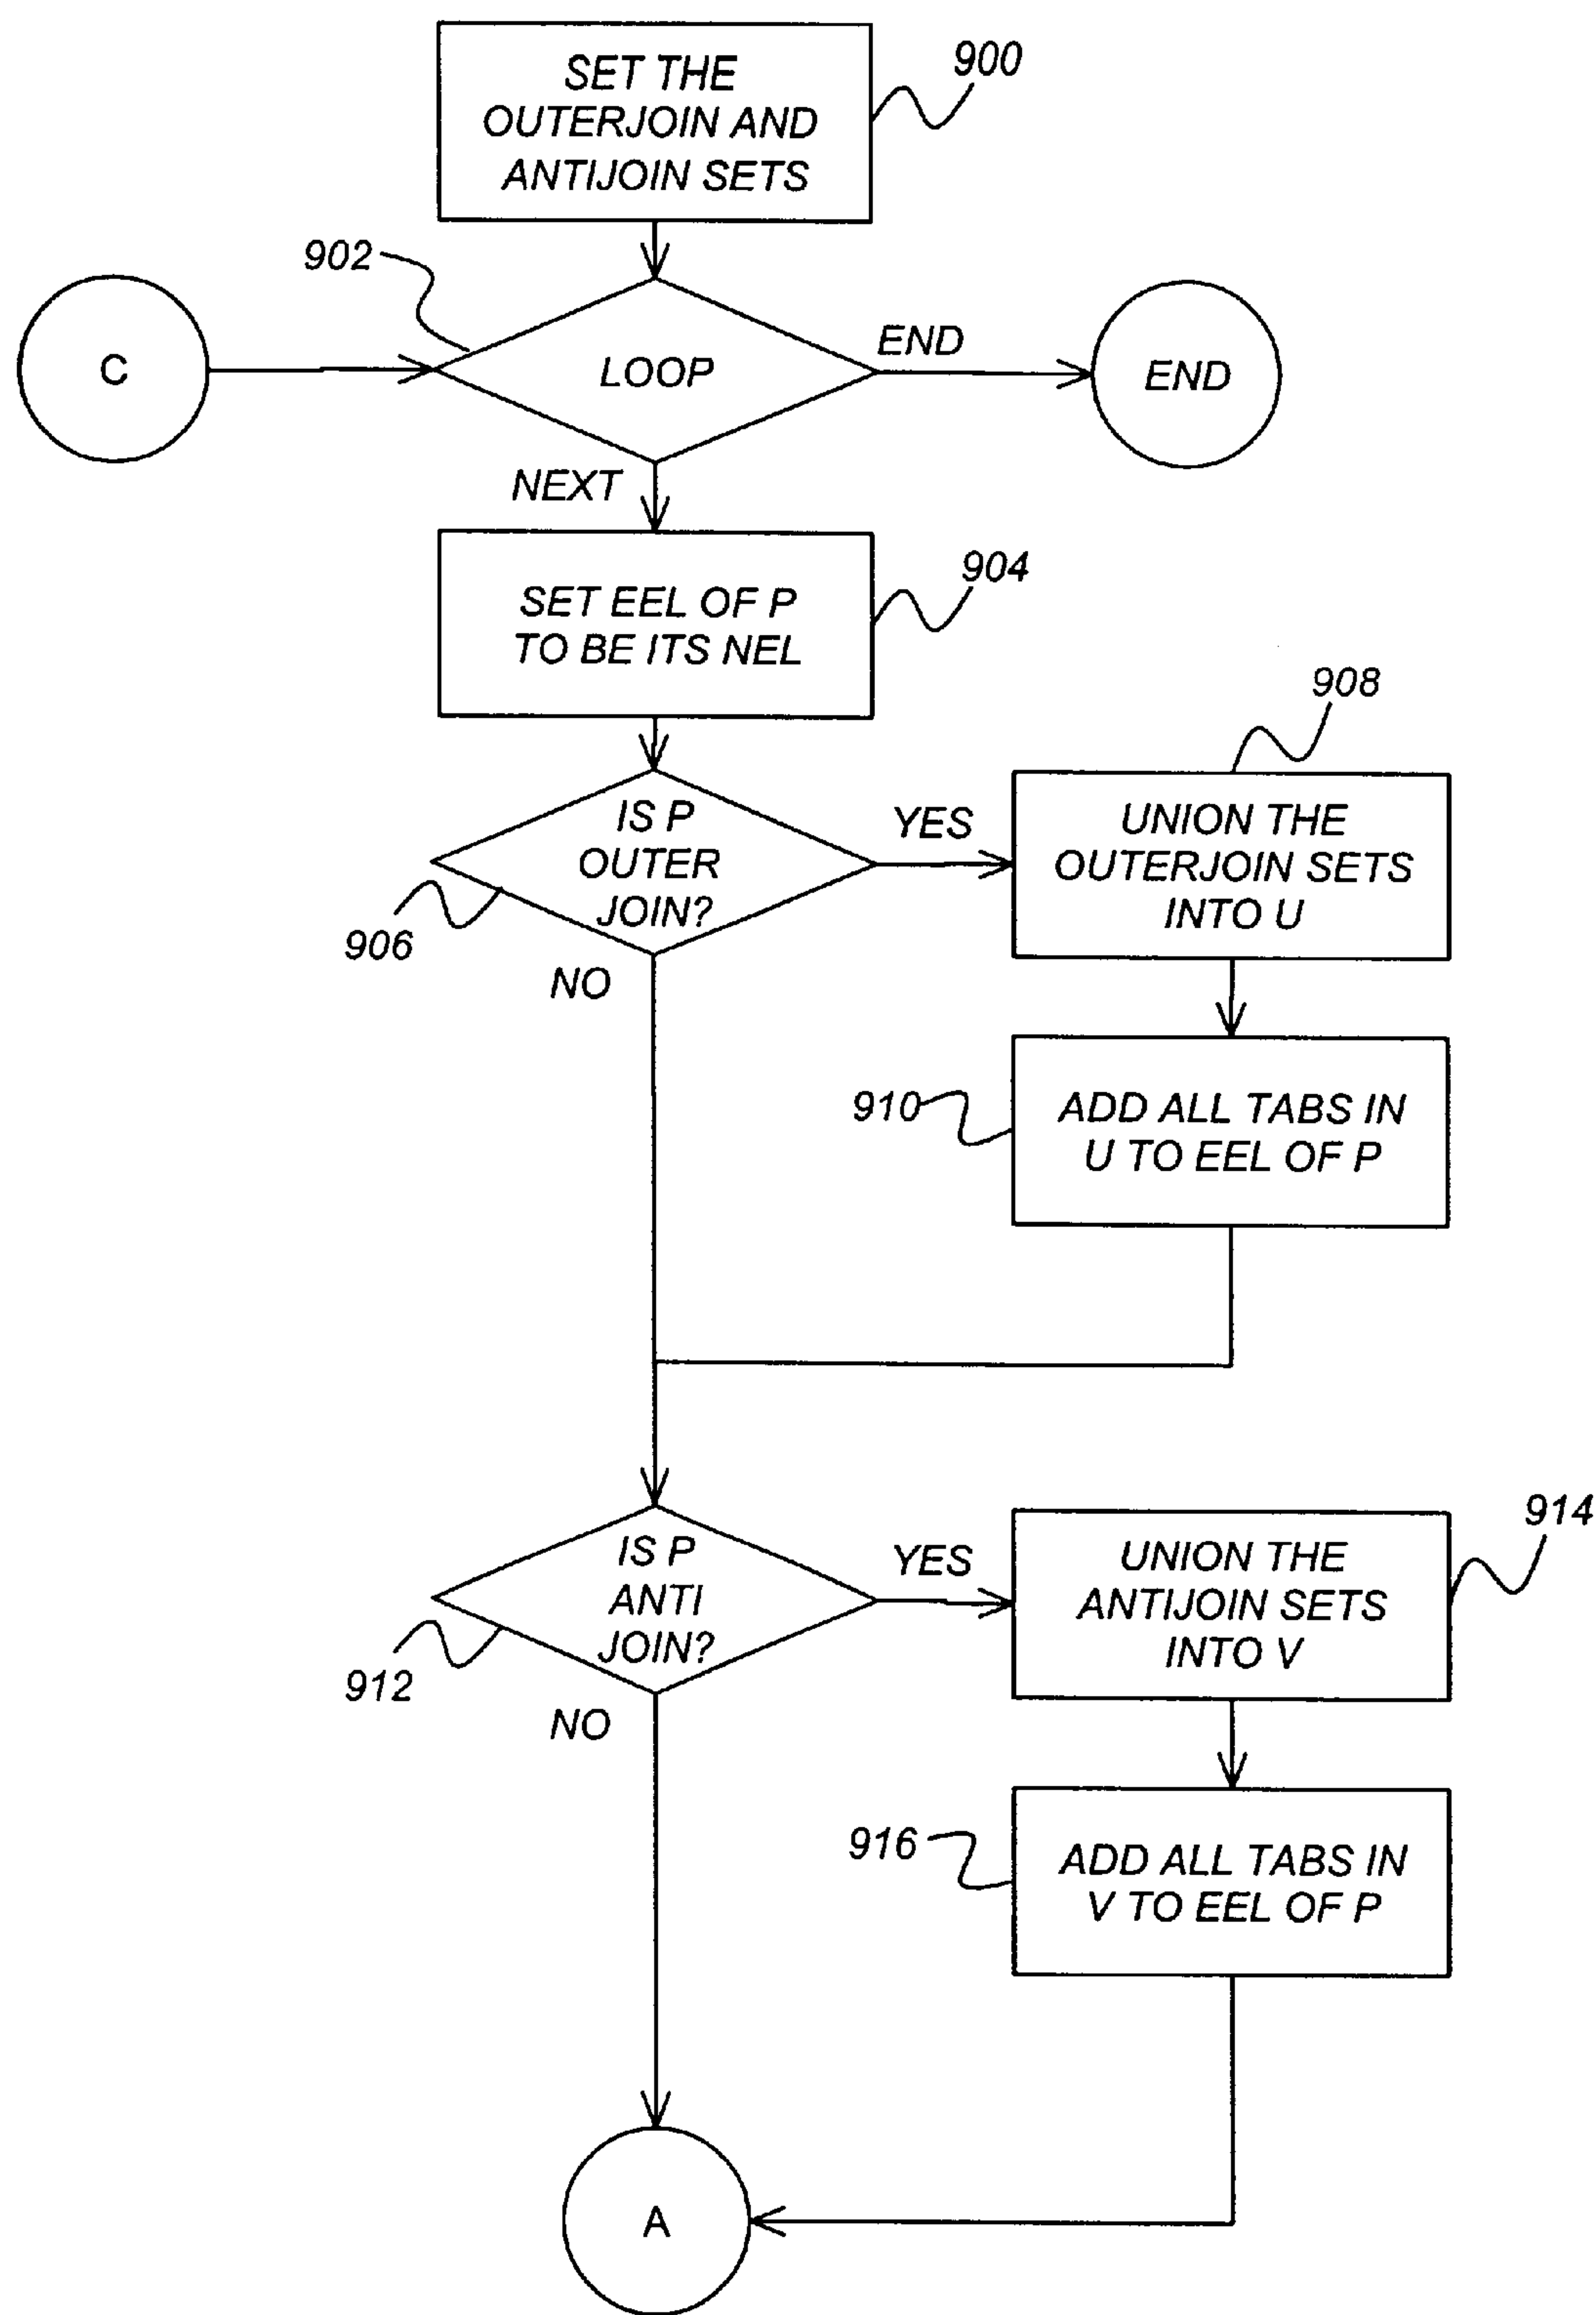 SET THE
OUTERJOIN AND
ANTIJOIN SETS
900
902
C
LOOP
END
END
NEXT
SET EEL OF P
TO BE ITS NEL
904
908
IS P
OUTER
JOIN?
906
YES
UNION THE
OUTERJOIN SETS
INTO U
NO
910
ADD ALL TABS IN
U TO EEL OF P
IS P
ANTI
JOIN?
912
YES
UNION THE
ANTIJOIN SETS
INTO V
914
NO
916
ADD ALL TABS IN
V TO EEL OF P
A